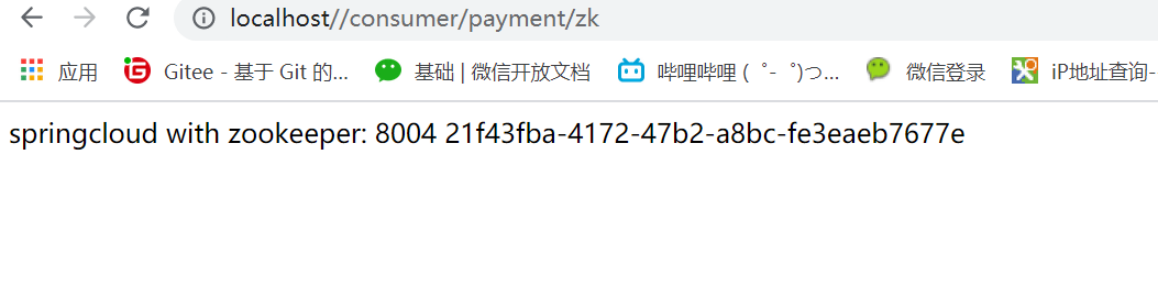 localhost//consumer/payment/zk
应用 Gitee - 基于 Git 的... 基础 | 微信开放文档 哔哩哔哩 (゜-゜)つ... 微信登录 iP地址查询-
springcloud with zookeeper: 8004 21f43fba-4172-47b2-a8bc-fe3eaeb7677e